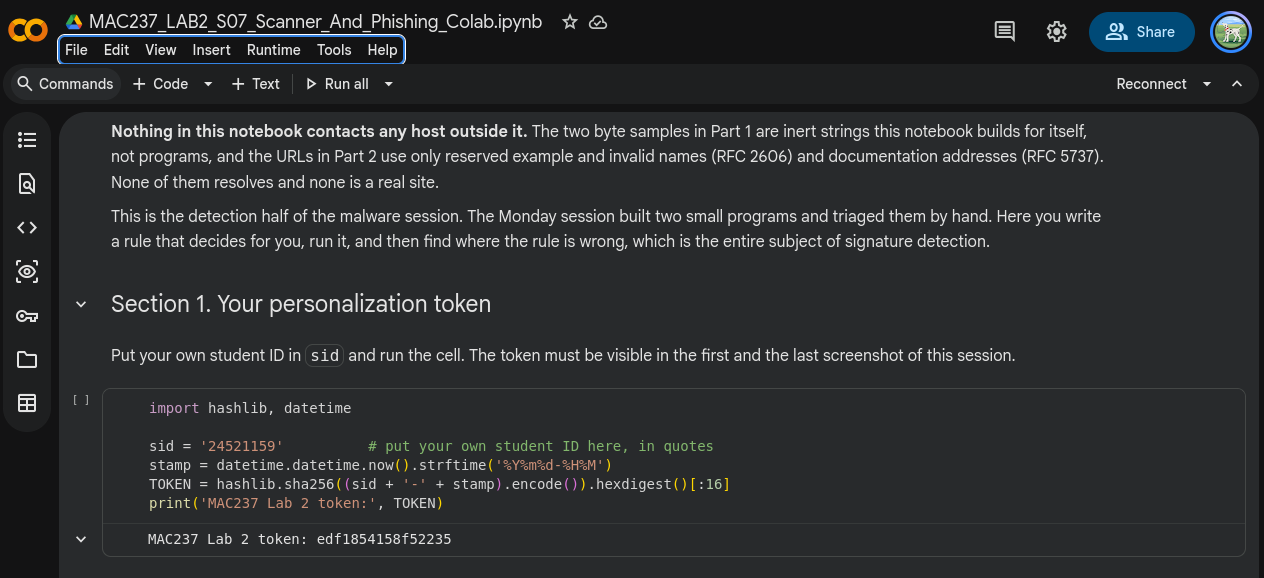 MAC237_LAB2_S07_Scanner_And_Phishing_Colab.ipynb
File Edit View Insert Runtime Tools Help
Share
Commands + Code + Text Run all Reconnect
Nothing in this notebook contacts any host outside it. The two byte samples in Part 1 are inert strings this notebook builds for itself,
not programs, and the URLs in Part 2 use only reserved example and invalid names (RFC 2606) and documentation addresses (RFC 5737).
None of them resolves and none is a real site.
This is the detection half of the malware session. The Monday session built two small programs and triaged them by hand. Here you write
a rule that decides for you, run it, and then find where the rule is wrong, which is the entire subject of signature detection.
Section 1. Your personalization token
Put your own student ID in sid and run the cell. The token must be visible in the first and the last screenshot of this session.
[ ] import hashlib, datetime
sid = '24521159' # put your own student ID here, in quotes
stamp = datetime.datetime.now().strftime('%Y%m%d-%H%M')
TOKEN = hashlib.sha256((sid + '-' + stamp).encode()).hexdigest()[:16]
print('MAC237 Lab 2 token:', TOKEN)
MAC237 Lab 2 token: edf1854158f52235